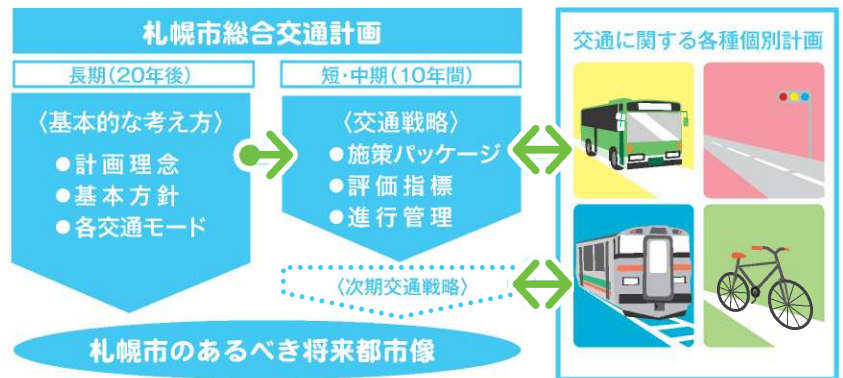 札幌市総合交通計画
長期(20年後)
〈基本的な考え方〉
●計画理念
●基本方針
●各交通モード
短・中期(10年間)
〈交通戦略〉
●施策パッケージ
●評価指標
●進行管理
〈次期交通戦略〉
札幌市のあるべき将来都市像
交通に関する各種個別計画